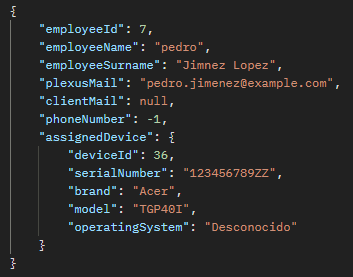 {
    "employeeId": 7,
    "employeeName": "pedro",
    "employeeSurname": "Jimnez Lopez",
    "plexusMail": "pedro.jimenez@example.com",
    "clientMail": null,
    "phoneNumber": -1,
    "assignedDevice": {
        "deviceId": 36,
        "serialNumber": "123456789ZZ",
        "brand": "Acer",
        "model": "TGP40I",
        "operatingSystem": "Desconocido"
    }
}